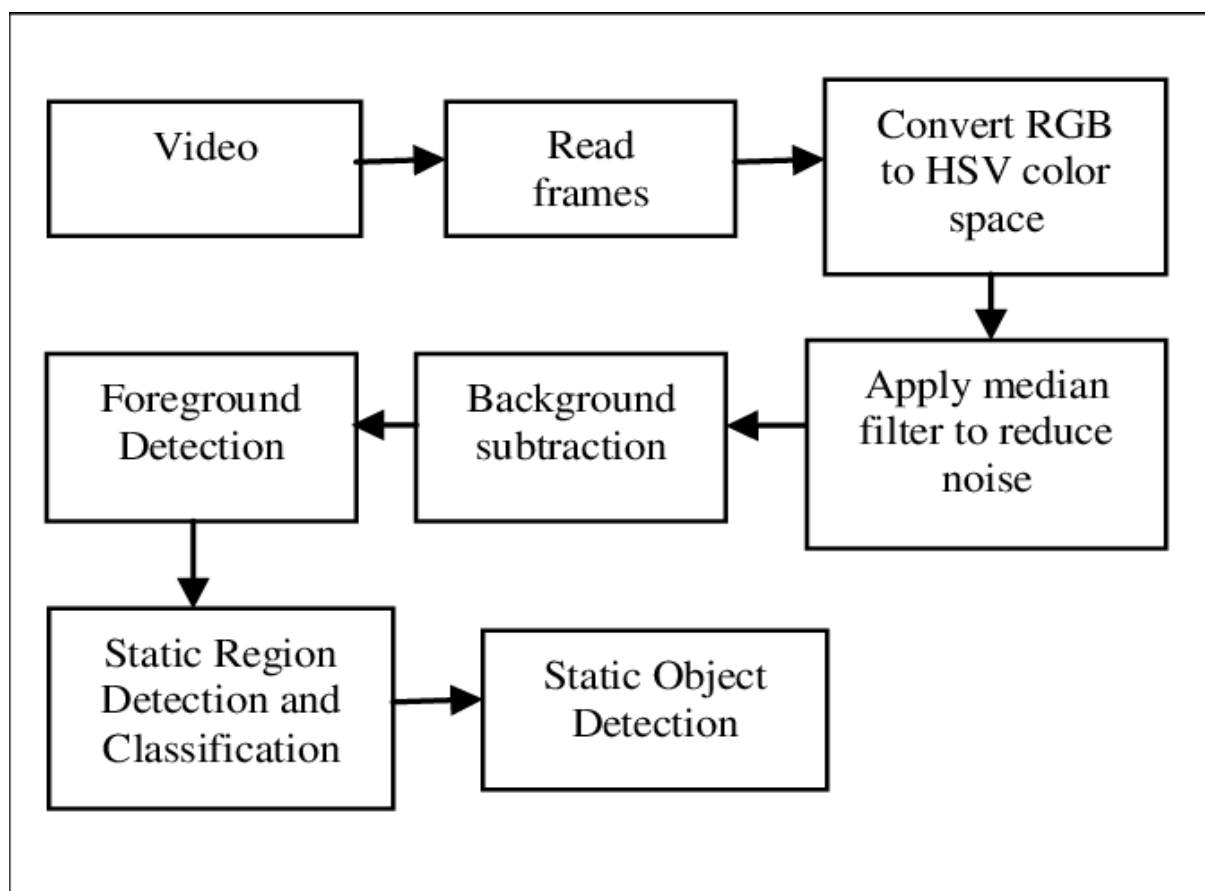 Video
Read
frames
Convert RGB
to HSV color
space
Apply median
filter to reduce
noise
Background
subtraction
Foreground
Detection
Static Region
Detection and
Classification
Static Object
Detection